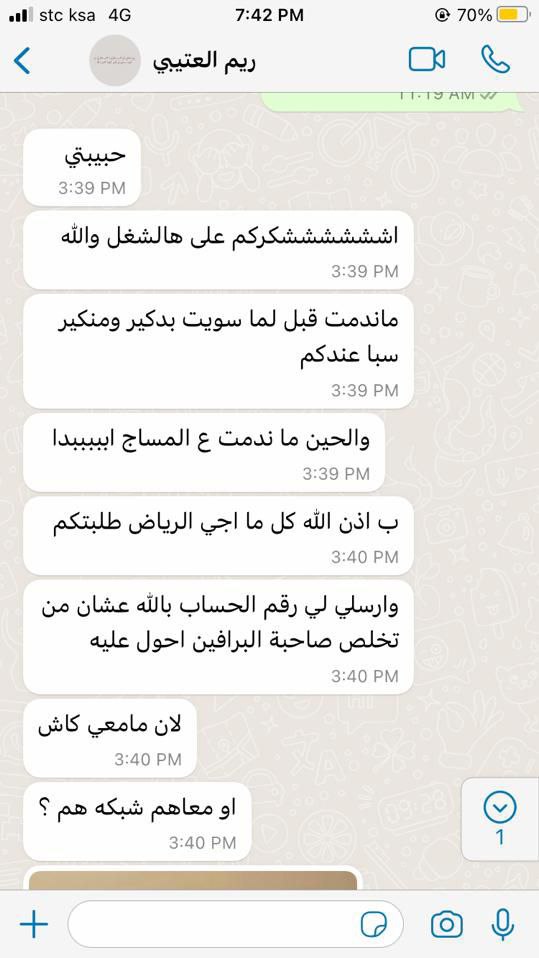 stc ksa 4G 7:42 PM 70%
ريم العتيبي
11:19 AM
حبيبتي
3:39 PM
اشششششششكركم على هالشغل والله
3:39 PM
ماندمت قبل لما سويت بدكير ومنكير
سبا عندكم
3:39 PM
والحين ما ندمت ع المساج اببببببدا
3:39 PM
ب اذن الله كل ما اجي الرياض طلبتكم
3:40 PM
وارسلي لي رقم الحساب بالله عشان من
تخلص صاحبة البرافين احول عليه
3:40 PM
لان مامعي كاش
3:40 PM
او معاهم شبكه هم ؟
3:40 PM
1